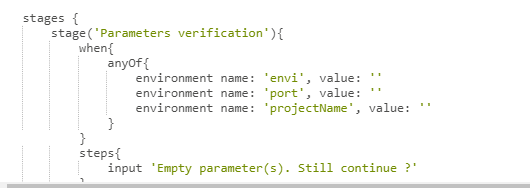 stages {
stage('Parameters verification'){
when{
anyOf{
environment name: 'envi', value: ''
environment name: 'port', value: ''
environment name: 'projectName', value: ''
}
}
steps{
input 'Empty parameter(s). Still continue ?'